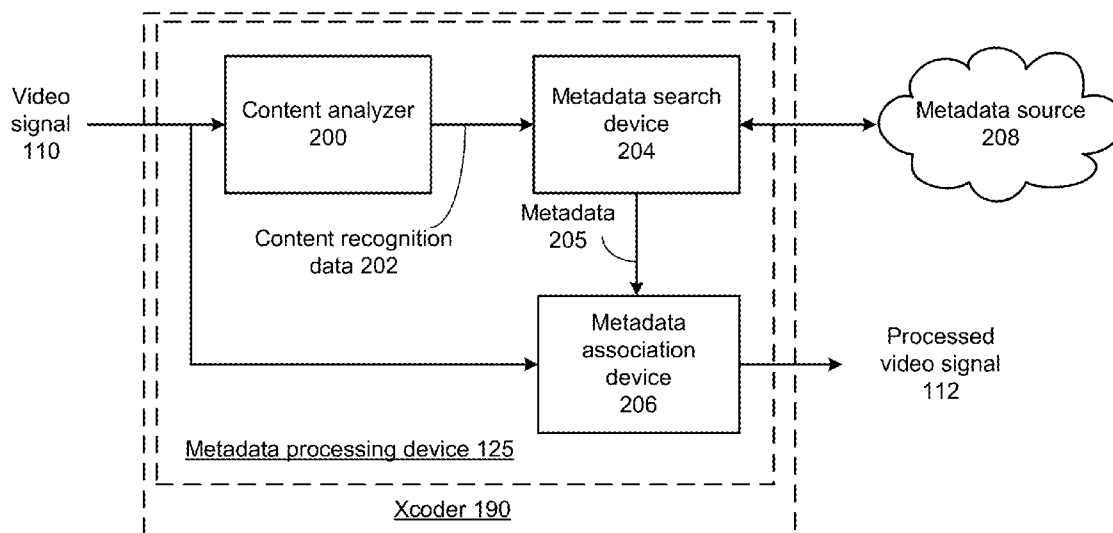 Video
signal
110
Content analyzer
200
Metadata search
device
204
Metadata source
208
Content recognition
data 202
Metadata
205
Metadata
association
device
206
Processed
video signal
112
Metadata processing device 125
Xcoder 190